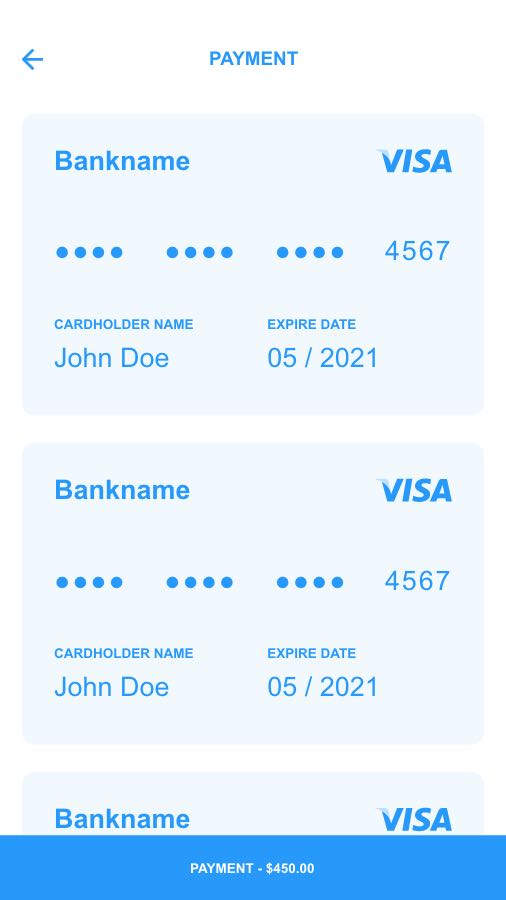 PAYMENT
Bankname VISA
•••• •••• •••• 4567
CARDHOLDER NAME EXPIRE DATE
John Doe 05 / 2021
Bankname VISA
•••• •••• •••• 4567
CARDHOLDER NAME EXPIRE DATE
John Doe 05 / 2021
Bankname VISA
PAYMENT - $450.00